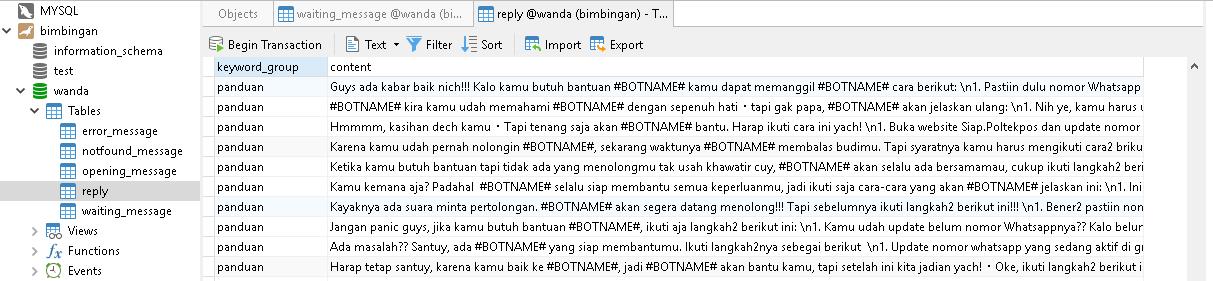 MYSQL
bimbingan
information_schema
test
wanda
Tables
error_message
notfound_message
opening_message
reply
waiting_message
Views
Functions
Events
Objects
waiting_message @wanda (bi...
reply @wanda (bimbingan) - T...
Begin Transaction
Text
Filter
Sort
Import
Export
keyword_group content
panduan Guys ada kabar baik nich!!! Kalo kamu butuh bantuan #BOTNAME# kamu dapat memanggil #BOTNAME# cara berikut: \n1. Pastiin dulu nomor Whatsapp
panduan #BOTNAME# kira kamu udah memahami #BOTNAME# dengan sepenuh hati・tapi gak papa, #BOTNAME# akan jelaskan ulang: \n1. Nih ye, kamu harus u
panduan Hmmmm, kasihan dech kamu・Tapi tenang saja akan #BOTNAME# bantu. Harap ikuti cara ini yach! \n1. Buka website Siap.Poltekpos dan update nomor
panduan Karena kamu udah pernah nolongin #BOTNAME#, sekarang waktunya #BOTNAME# membalas budimu. Tapi syaratnya kamu harus mengikuti cara2 briku
panduan Ketika kamu butuh bantuan tapi tidak ada yang menolongmu tak usah khawatir cuy, #BOTNAME# akan selalu ada bersamamau, cukup ikuti langkah2 beri
panduan Kamu kemana aja? Padahal #BOTNAME# selalu siap membantu semua keperluanmu, jadi ikuti saja cara-cara yang akan #BOTNAME# jelaskan ini: \n1. Ini
panduan Kayaknya ada suara minta pertolongan. #BOTNAME# akan segera datang menolong!!! Tapi sebelumnya ikuti langkah2 berikut ini!!! \n1. Bener2 pastiin non
panduan Jangan panic guys, jika kamu butuh bantuan #BOTNAME#, ikuti aja langkah2 berikut ini: \n1. Kamu udah update belum nomor Whatsappnya?? Kalo belun
panduan Ada masalah?? Santuy, ada #BOTNAME# yang siap membantumu. Ikuti langkah2nya sebegai berikut \n1. Update nomor whatsapp yang sedang aktif di gr
panduan Harap tetap santuy, karena kamu baik ke #BOTNAME#, jadi #BOTNAME# akan bantu kamu, tapi setelah ini kita jadian yach!・Oke, ikuti langkah2 berikut i